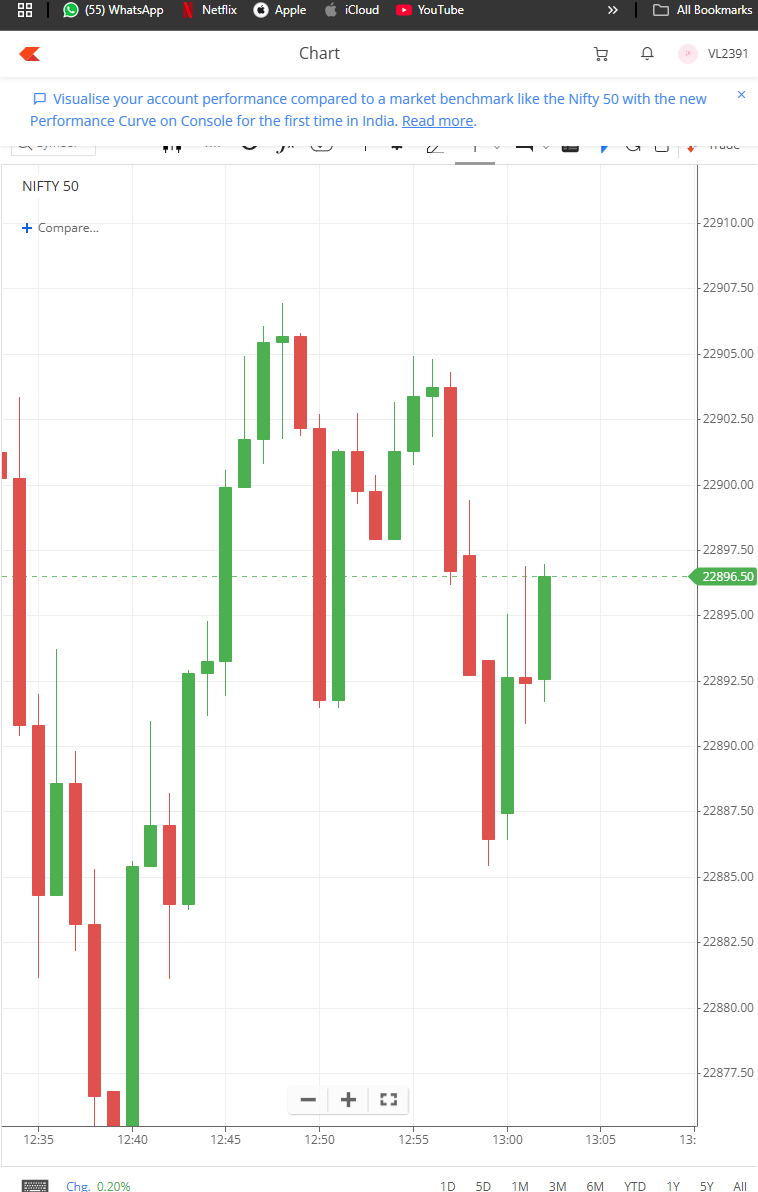 (55) WhatsApp Netflix Apple iCloud YouTube » All Bookmarks
Chart VL2391
Visualise your account performance compared to a market benchmark like the Nifty 50 with the new
Performance Curve on Console for the first time in India. Read more.
NIFTY 50
+ Compare...
22910.00
22907.50
22905.00
22902.50
22900.00
22897.50
22896.50
22895.00
22892.50
22890.00
22887.50
22885.00
22882.50
22880.00
22877.50
12:35 12:40 12:45 12:50 12:55 13:00 13:05 13:
Chg. 0.20% 1D 5D 1M 3M 6M YTD 1Y 5Y All